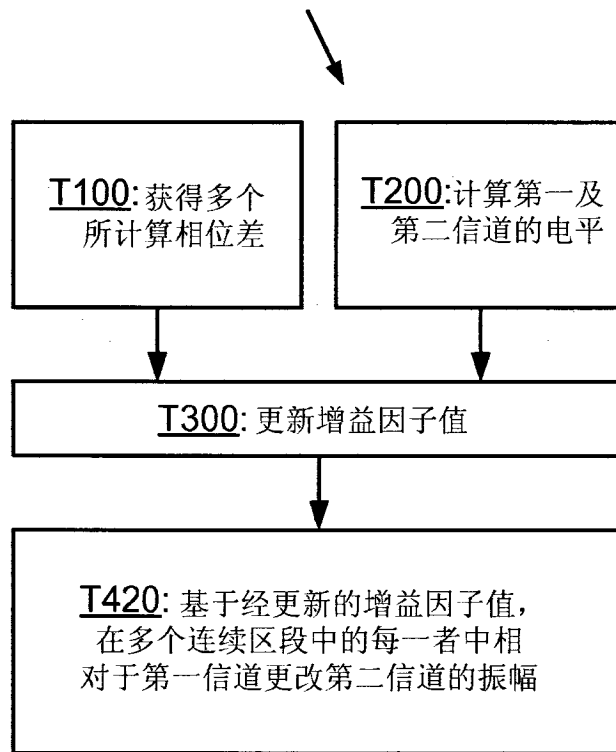 T100: 获得多个
所计算相位差
T200:计算第一及
第二信道的电平
T300: 更新增益因子值
T420: 基于经更新的增益因子值，
在多个连续区段中的每一者中相
对于第一信道更改第二信道的振幅